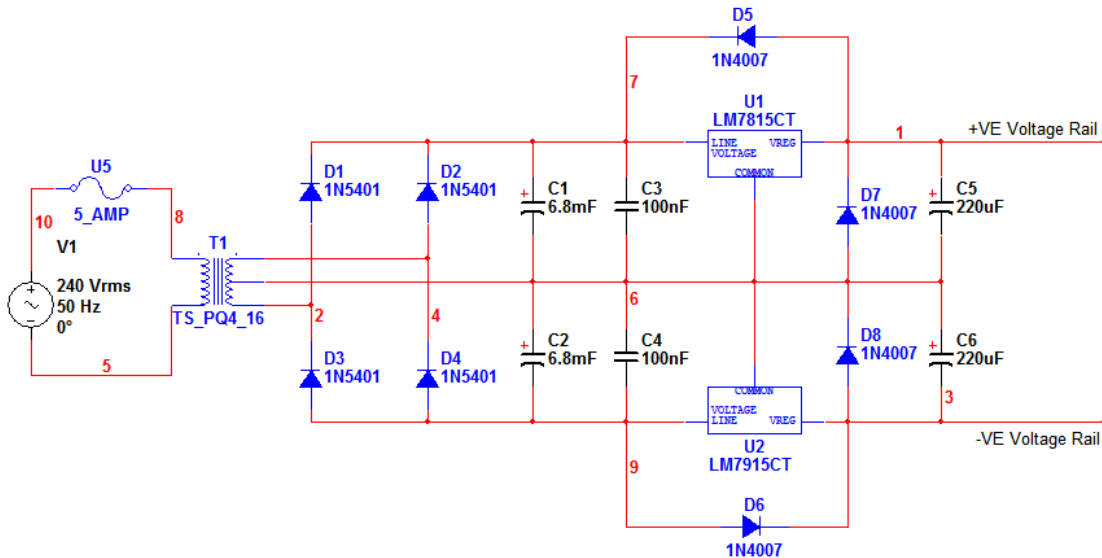 D5
1N4007
7
U1
LM7815CT
LINE VREG
VOLTAGE
COMMON
1
+VE Voltage Rail
U5
5_AMP
10
8
V1
240 Vrms
50 Hz
0°
T1
TS_PQ4_16
5
D1
1N5401
D2
1N5401
+
C1
6.8mF
C3
100nF
D7
1N4007
+
C5
220uF
2
4
6
D3
1N5401
D4
1N5401
+
C2
6.8mF
C4
100nF
D8
1N4007
+
C6
220uF
3
COMMON
VOLTAGE
LINE VREG
U2
LM7915CT
-VE Voltage Rail
9
D6
1N4007